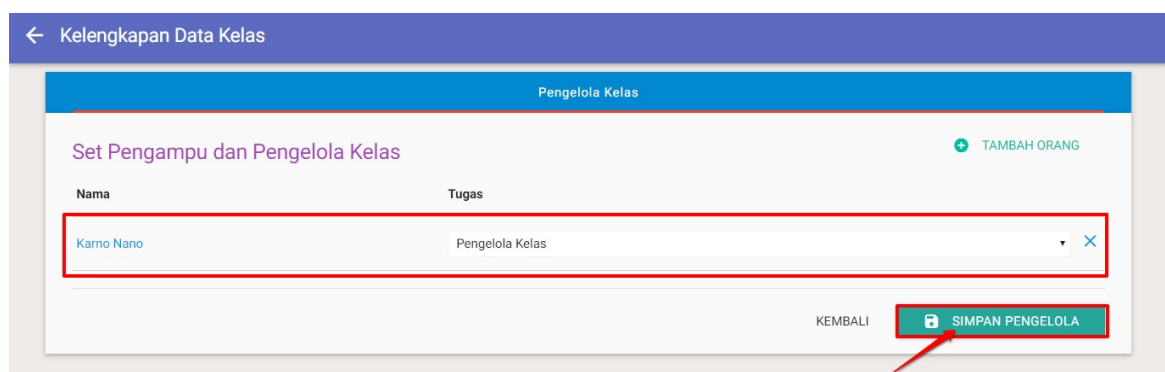 Kelengkapan Data Kelas
Pengelola Kelas
Set Pengampu dan Pengelola Kelas
TAMBAH ORANG
Nama Tugas
Karno Nano Pengelola Kelas
KEMBALI SIMPAN PENGELOLA